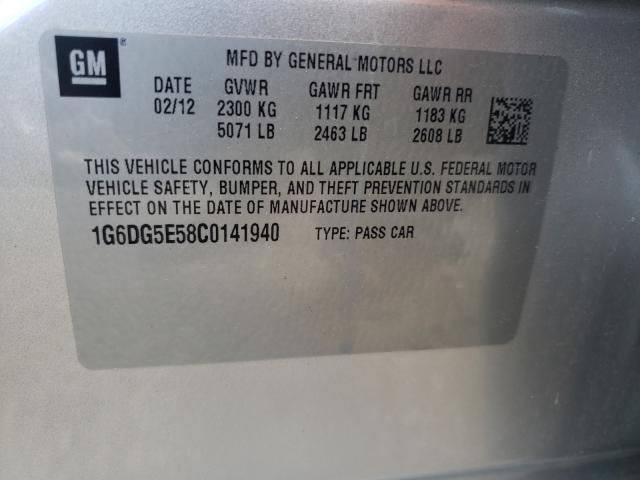 GM
MFD BY GENERAL MOTORS LLC
DATE GVWR GAWR FRT GAWR RR
02/12 2300 KG 1117 KG 1183 KG
5071 LB 2463 LB 2608 LB
THIS VEHICLE CONFORMS TO ALL APPLICABLE U.S. FEDERAL MOTOR
VEHICLE SAFETY, BUMPER, AND THEFT PREVENTION STANDARDS IN
EFFECT ON THE DATE OF MANUFACTURE SHOWN ABOVE.
1G6DG5E58C0141940 TYPE: PASS CAR